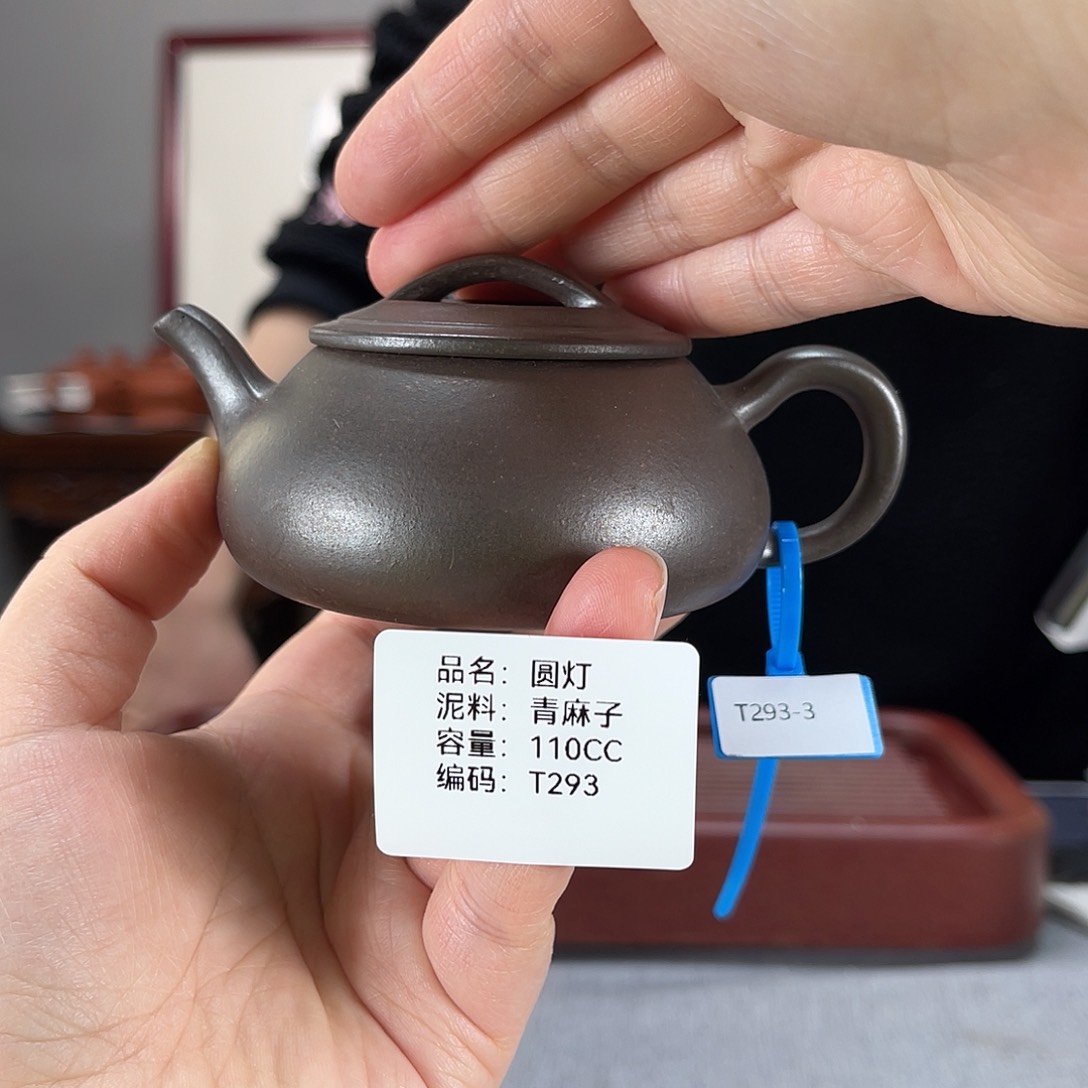 品名：圆灯
泥料：青麻子
容量：110CC
编码：T293
T293-3